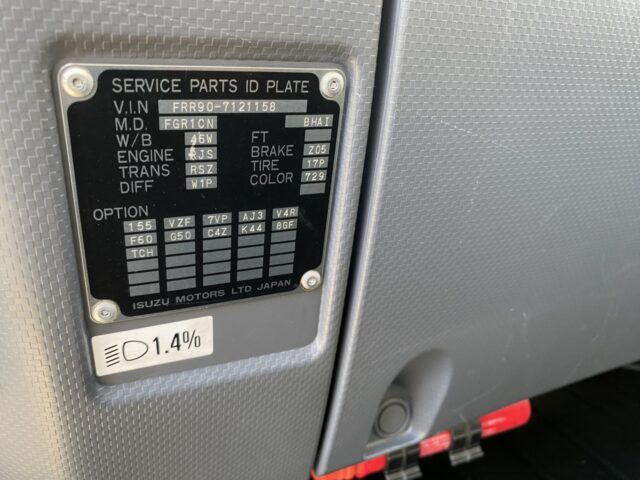 SERVICE PARTS ID PLATE
V.I.N FRR90-7121158
M.D. FGR1CN BHAI
W/B 45W FT
ENGINE RJS BRAKE Z05
TRANS RSZ TIRE 17P
DIFF W1P COLOR 729
OPTION
155 VZF 7VP AJ3 V4R
F60 G50 C4Z K44 8GF
TCH
ISUZU MOTORS LTD JAPAN
1.4%